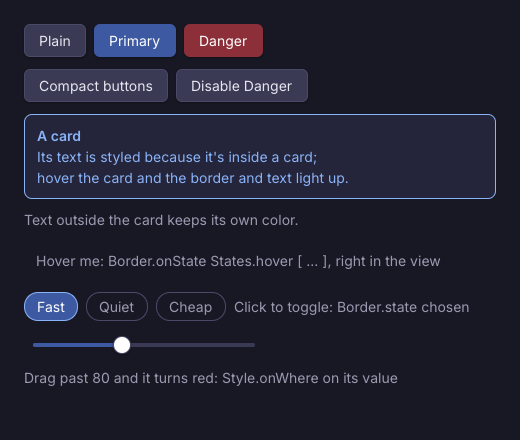 Plain Primary Danger
Compact buttons Disable Danger
A card
Its text is styled because it's inside a card;
hover the card and the border and text light up.
Text outside the card keeps its own color.
Hover me: Border.onState States.hover [ ... ], right in the view
Fast Quiet Cheap Click to toggle: Border.state chosen
Drag past 80 and it turns red: Style.onWhere on its value